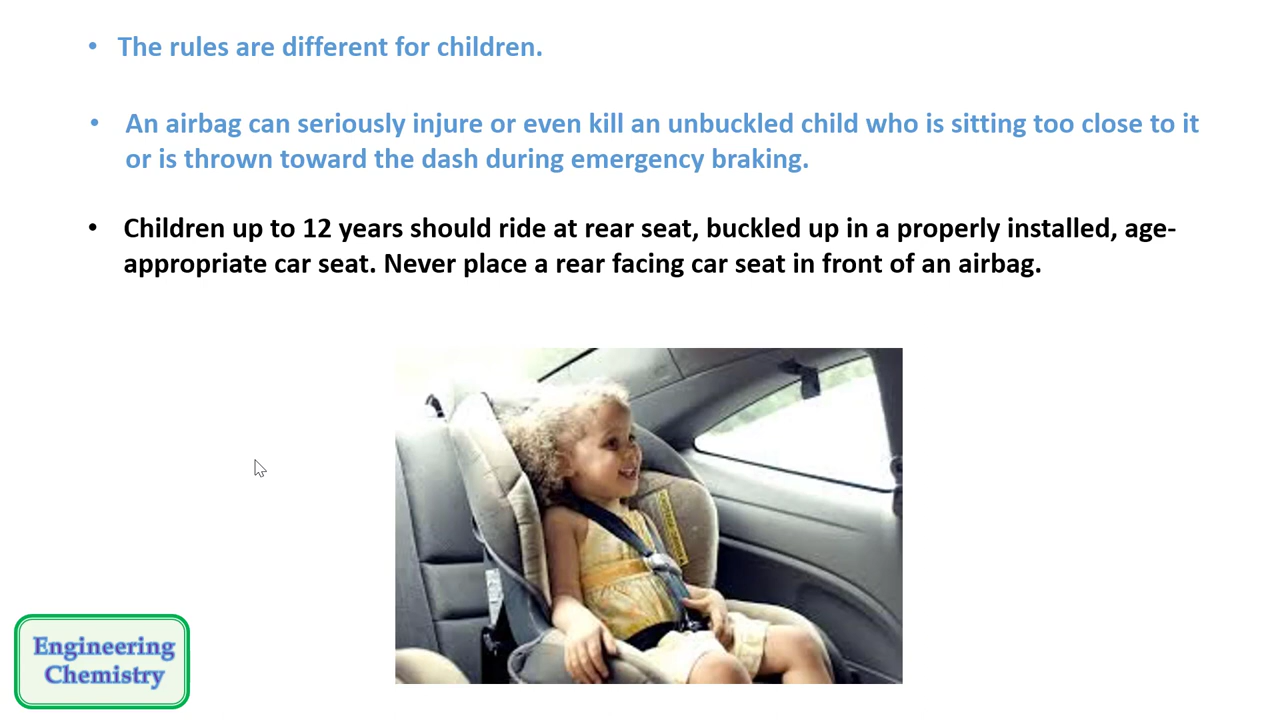 • The rules are different for children.
• An airbag can seriously injure or even kill an unbuckled child who is sitting too close to it
or is thrown toward the dash during emergency braking.
• Children up to 12 years should ride at rear seat, buckled up in a properly installed, age-
appropriate car seat. Never place a rear facing car seat in front of an airbag.
Engineering
Chemistry